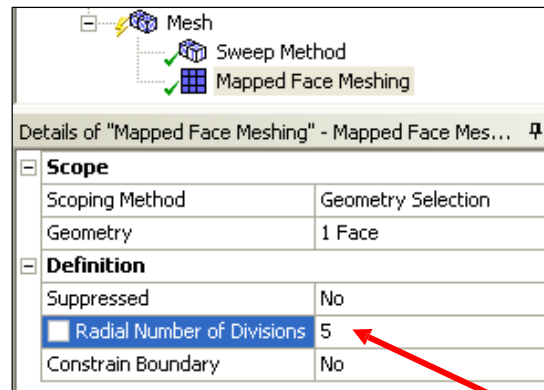 Mesh
Sweep Method
Mapped Face Meshing
Details of "Mapped Face Meshing" - Mapped Face Mes...
Scope
Scoping Method Geometry Selection
Geometry 1 Face
Definition
Suppressed No
Radial Number of Divisions 5
Constrain Boundary No